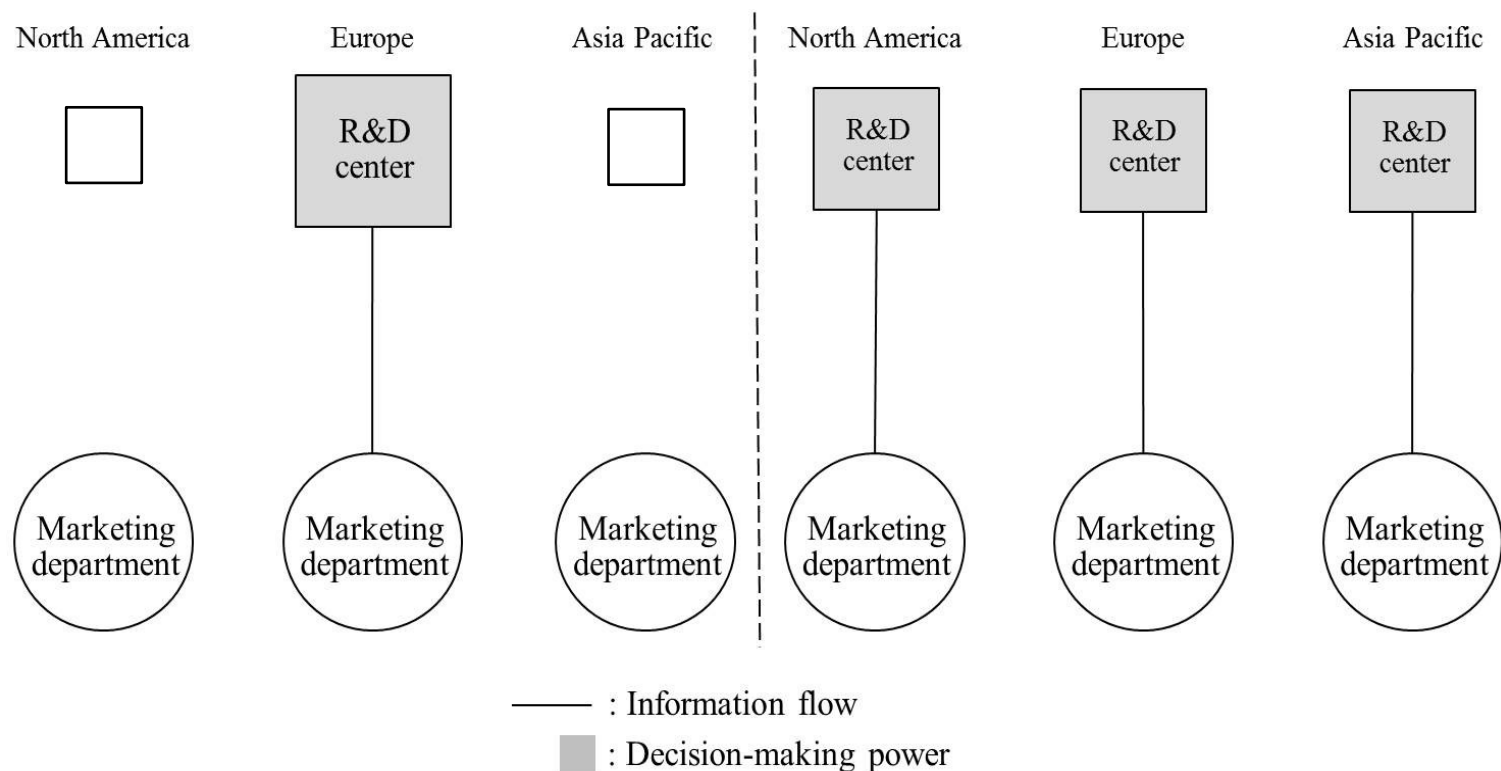 North America
Europe
Asia Pacific
North America
Europe
Asia Pacific
R&D
center
R&D
center
R&D
center
R&D
center
Marketing
department
Marketing
department
Marketing
department
Marketing
department
Marketing
department
Marketing
department
: Information flow
: Decision-making power